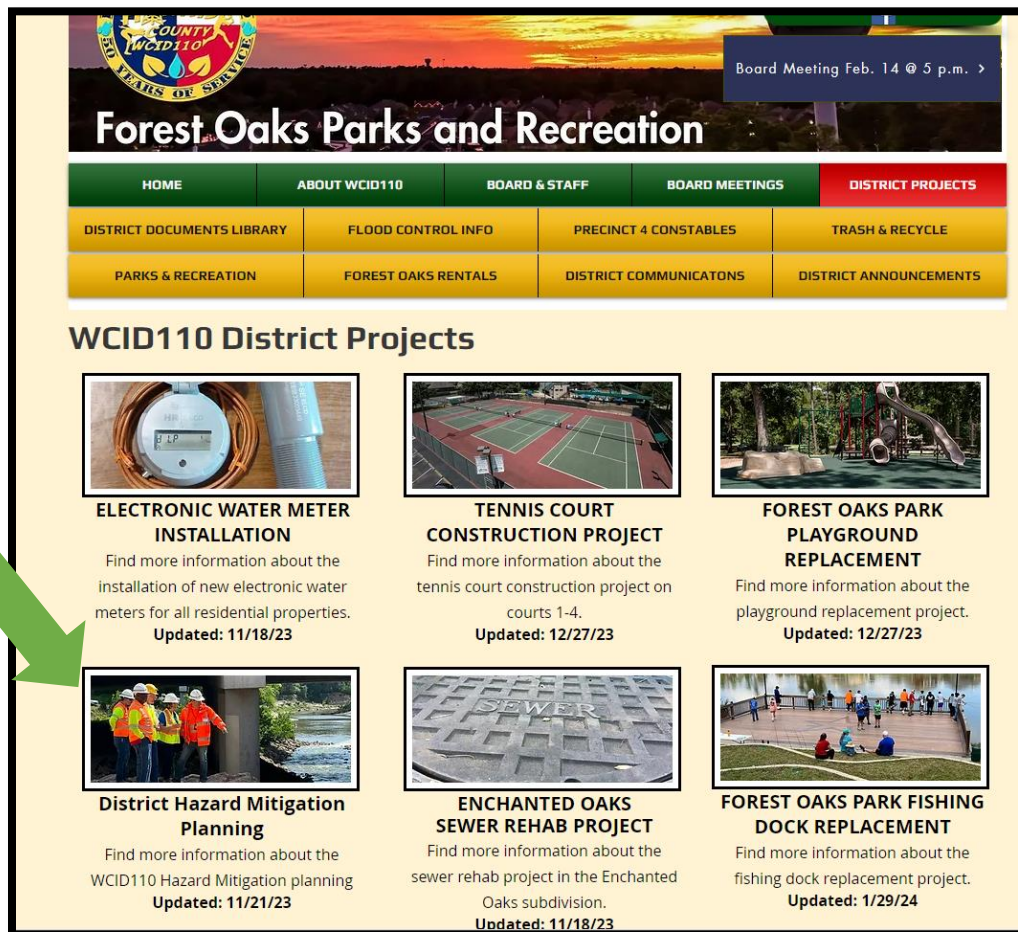 COUNTY
WCID110
50 YEARS OF SERVICE
Board Meeting Feb. 14 @ 5 p.m. >
Forest Oaks Parks and Recreation
HOME ABOUT WCID110 BOARD & STAFF BOARD MEETINGS DISTRICT PROJECTS
DISTRICT DOCUMENTS LIBRARY FLOOD CONTROL INFO PRECINCT 4 CONSTABLES TRASH & RECYCLE
PARKS & RECREATION FOREST OAKS RENTALS DISTRICT COMMUNICATONS DISTRICT ANNOUNCEMENTS
WCID110 District Projects
ELECTRONIC WATER METER
INSTALLATION
Find more information about the
installation of new electronic water
meters for all residential properties.
Updated: 11/18/23
TENNIS COURT
CONSTRUCTION PROJECT
Find more information about the
tennis court construction project on
courts 1-4.
Updated: 12/27/23
FOREST OAKS PARK
PLAYGROUND
REPLACEMENT
Find more information about the
playground replacement project.
Updated: 12/27/23
District Hazard Mitigation
Planning
Find more information about the
WCID110 Hazard Mitigation planning
Updated: 11/21/23
SEWER
ENCHANTED OAKS
SEWER REHAB PROJECT
Find more information about the
sewer rehab project in the Enchanted
Oaks subdivision.
Updated: 11/18/23
FOREST OAKS PARK FISHING
DOCK REPLACEMENT
Find more information about the
fishing dock replacement project.
Updated: 1/29/24